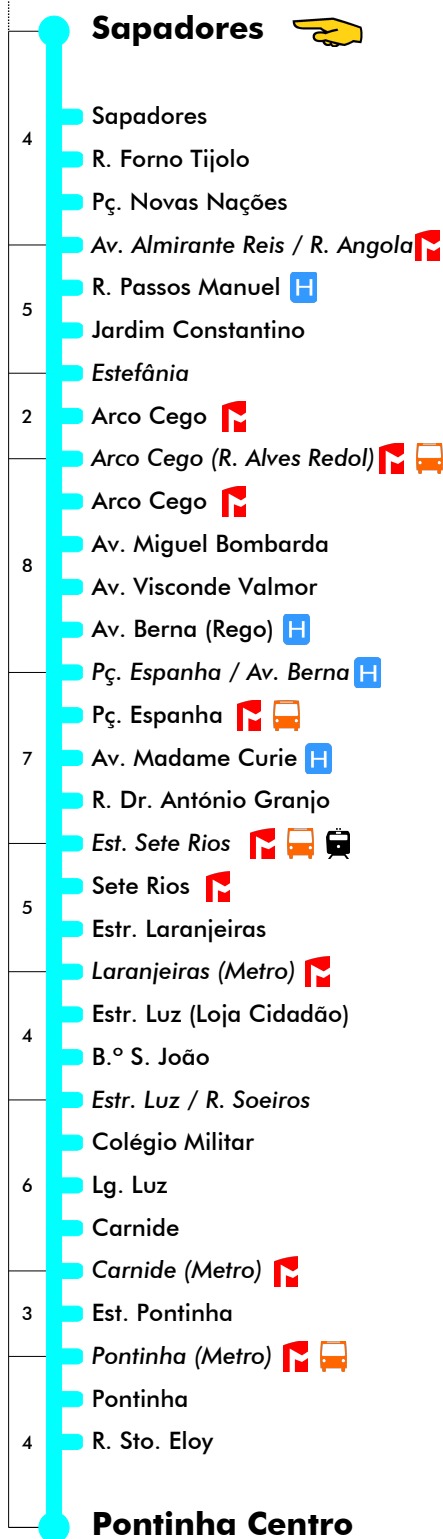 Sapadores
Sapadores
4
R. Forno Tijolo
Pç. Novas Nações
Av. Almirante Reis / R. Angola
R. Passos Manuel H
5
Jardim Constantino
Estefânia
2 Arco Cego
Arco Cego (R. Alves Redol)
Arco Cego
Av. Miguel Bombarda
8
Av. Visconde Valmor
Av. Berna (Rego) H
Pç. Espanha / Av. Berna H
Pç. Espanha
7 Av. Madame Curie H
R. Dr. António Granjo
Est. Sete Rios
Sete Rios
5
Estr. Laranjeiras
Laranjeiras (Metro)
Estr. Luz (Loja Cidadão)
4
B.º S. João
Estr. Luz / R. Soeiros
Colégio Militar
6 Lg. Luz
Carnide
Carnide (Metro)
3 Est. Pontinha
Pontinha (Metro)
Pontinha
4 R. Sto. Eloy
Pontinha Centro